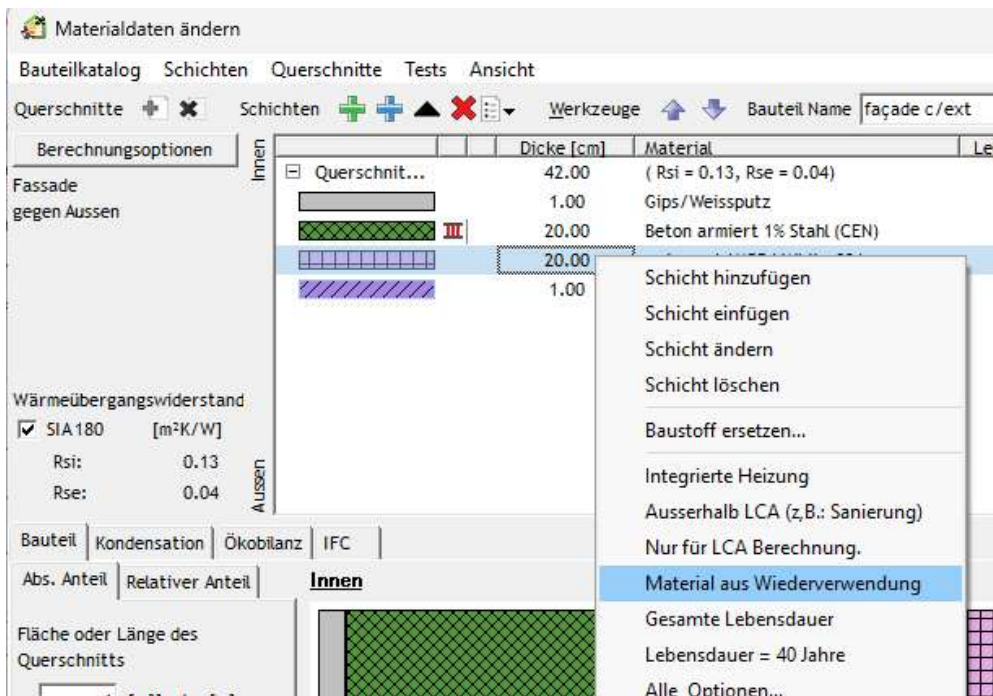 Materialdaten ändern
Bauteilkatalog Schichten Querschnitte Tests Ansicht
Querschnitte Schichten Werkzeuge Bauteil Name façade c/ext
Berechnungsoptionen Innen Dicke [cm] Material Le
Fassade Querschnit... 42.00 ( Rsi = 0.13, Rse = 0.04)
gegen Aussen 1.00 Gips/Weissputz
III 20.00 Beton armiert 1% Stahl (CEN)
20.00
1.00
Schicht hinzufügen
Schicht einfügen
Schicht ändern
Schicht löschen
Baustoff ersetzen...
Integrierte Heizung
Ausserhalb LCA (z,B.: Sanierung)
Nur für LCA Berechnung.
Material aus Wiederverwendung
Gesamte Lebensdauer
Lebensdauer = 40 Jahre
Alle Optionen...
Wärmeübergangswiderstand
SIA180 [m²K/W]
Rsi: 0.13
Rse: 0.04
Aussen
Bauteil Kondensation Ökobilanz IFC
Abs. Anteil Relativer Anteil Innen
Fläche oder Länge des
Querschnitts